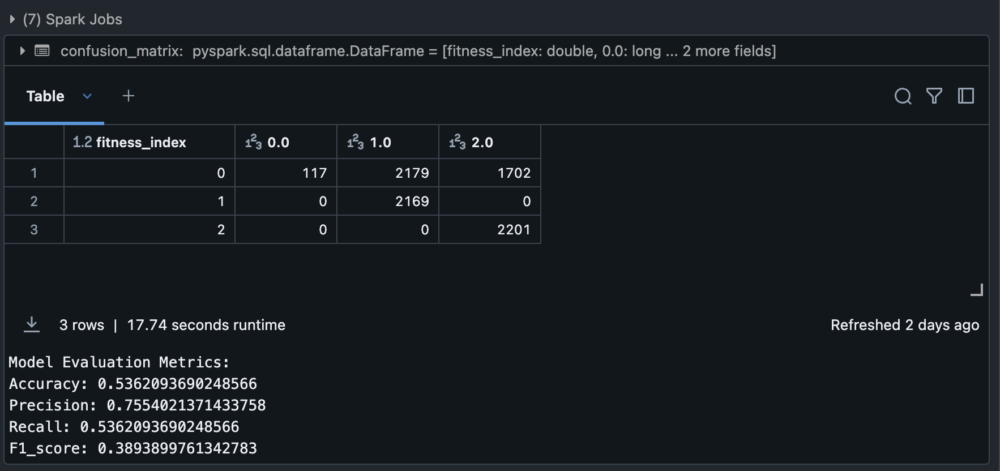 (7) Spark Jobs
confusion_matrix: pyspark.sql.dataframe.DataFrame = [fitness_index: double, 0.0: long ... 2 more fields]
Table
1.2 fitness_index 123 0.0 123 1.0 123 2.0
1 0 117 2179 1702
2 1 0 2169 0
3 2 0 0 2201
3 rows | 17.74 seconds runtime Refreshed 2 days ago
Model Evaluation Metrics:
Accuracy: 0.5362093690248566
Precision: 0.7554021371433758
Recall: 0.5362093690248566
F1_score: 0.3893899761342783